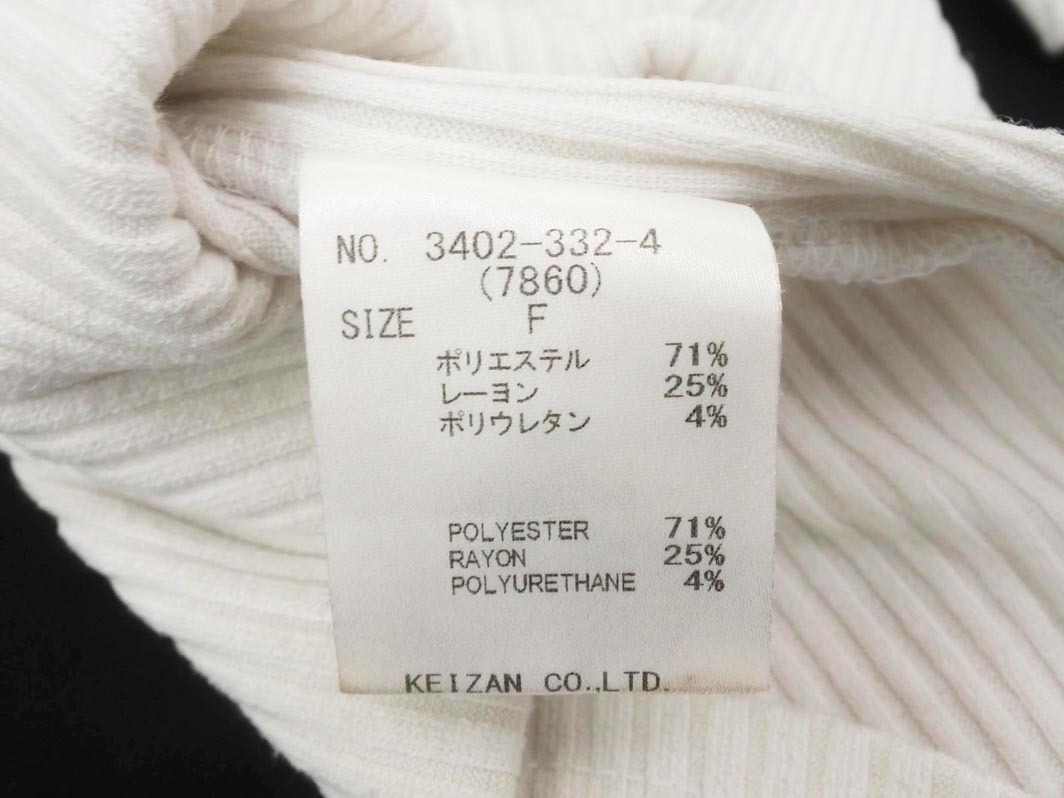 NO. 3402-332-4
(7860)
SIZE F
ポリエステル 71%
レーヨン 25%
ポリウレタン 4%
POLYESTER 71%
RAYON 25%
POLYURETHANE 4%
KEIZAN CO.,LTD.